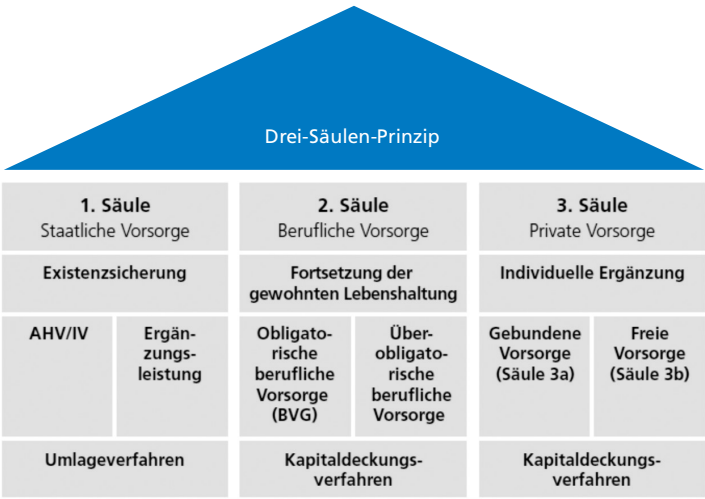 Drei-Säulen-Prinzip
1. Säule
Staatliche Vorsorge
2. Säule
Berufliche Vorsorge
3. Säule
Private Vorsorge
Existenzsicherung
Fortsetzung der
gewohnten Lebenshaltung
Individuelle Ergänzung
AHV/IV
Ergän-
zungs-
leistung
Obligato-
rische
berufliche
Vorsorge
(BVG)
Über-
obligato-
rische
berufliche
Vorsorge
Gebundene
Vorsorge
(Säule 3a)
Freie
Vorsorge
(Säule 3b)
Umlageverfahren
Kapitaldeckungs-
verfahren
Kapitaldeckungs-
verfahren